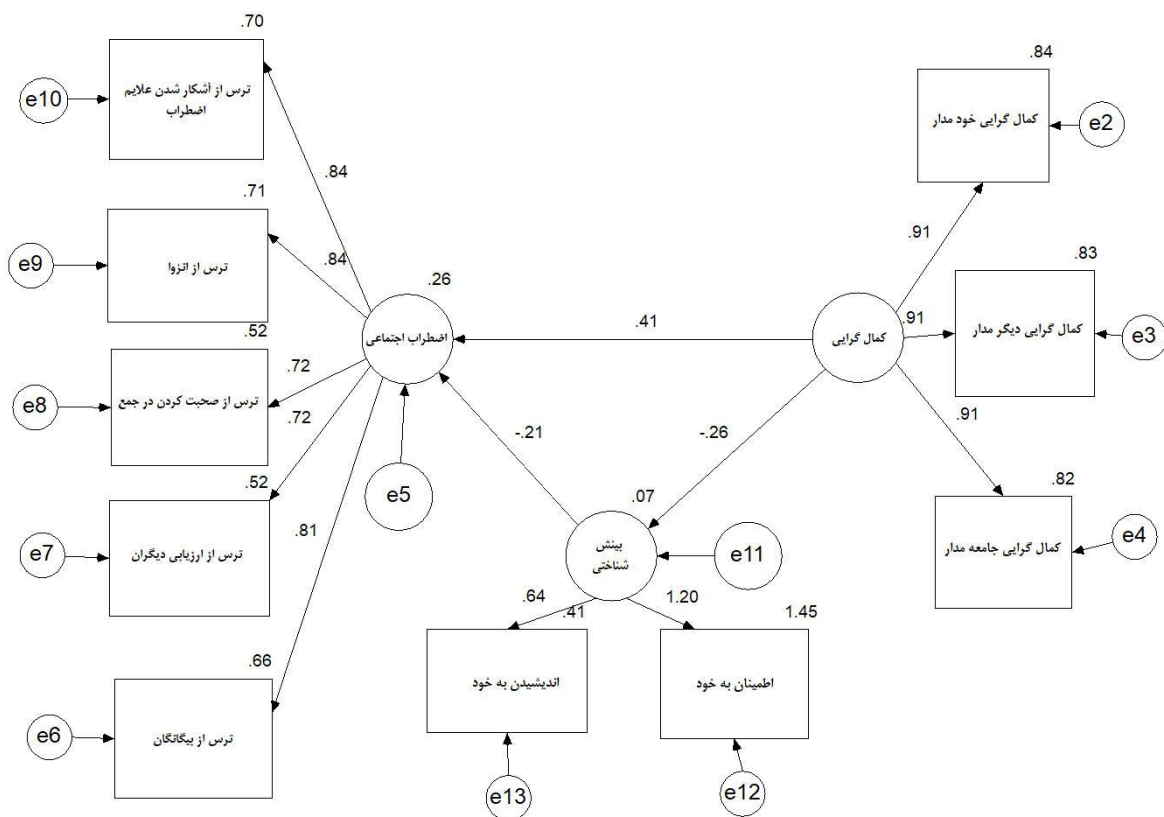 .70
ترس از آشکار شدن علایم
اضطراب
e10
.84
.71
ترس از انزوا
e9
.84
.26
اضطراب اجتماعی
.52
ترس از صحبت کردن در جمع
e8
.72
.72
.52
ترس از ارزیابی دیگران
e7
.81
e5
.66
ترس از بیگانگان
e6
.41
-.21
-.26
.07
بینش
شناختی
e11
.64
.41
1.20
1.45
اندیشیدن به خود
اطمینان به خود
e13
e12
.84
کمال گرایی خود مدار
e2
.91
.83
کمال گرایی
.91
کمال گرایی دیگر مدار
e3
.91
.82
کمال گرایی جامعه مدار
e4